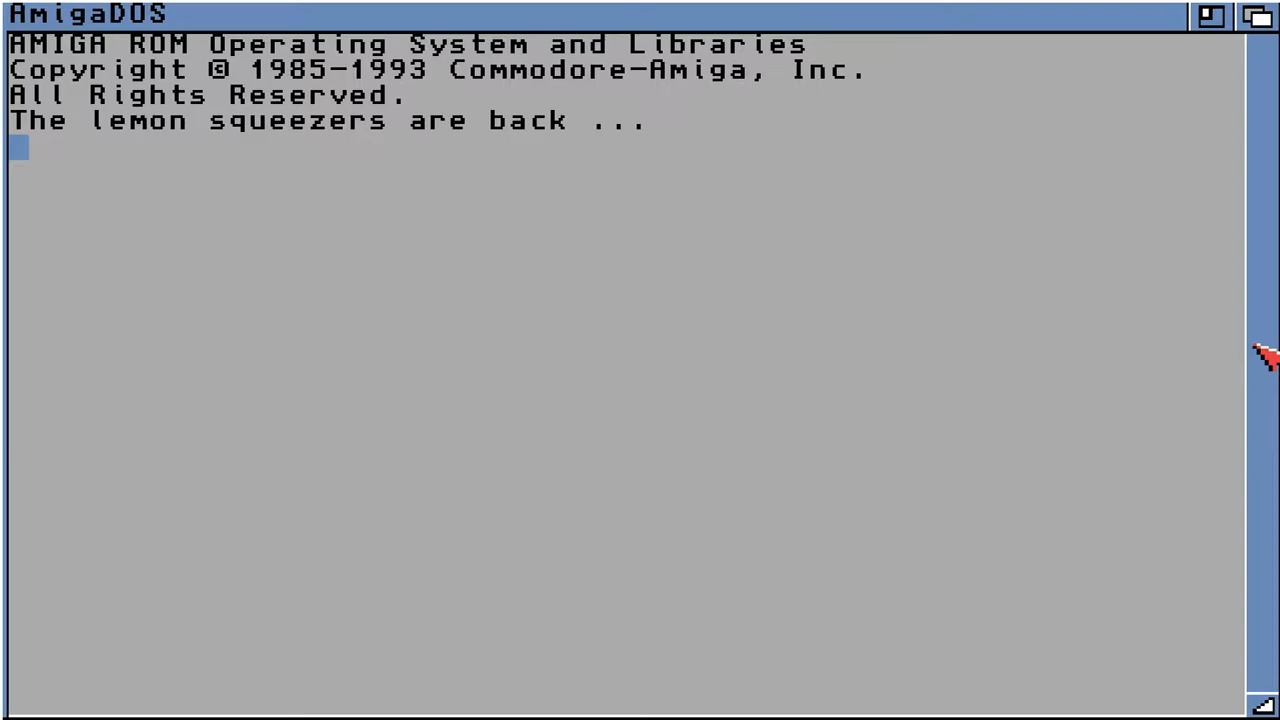 AmigaDOS
AMIGA ROM Operating System and Libraries
Copyright © 1985-1993 Commodore-Amiga, Inc.
All Rights Reserved.
The lemon squeezers are back ...